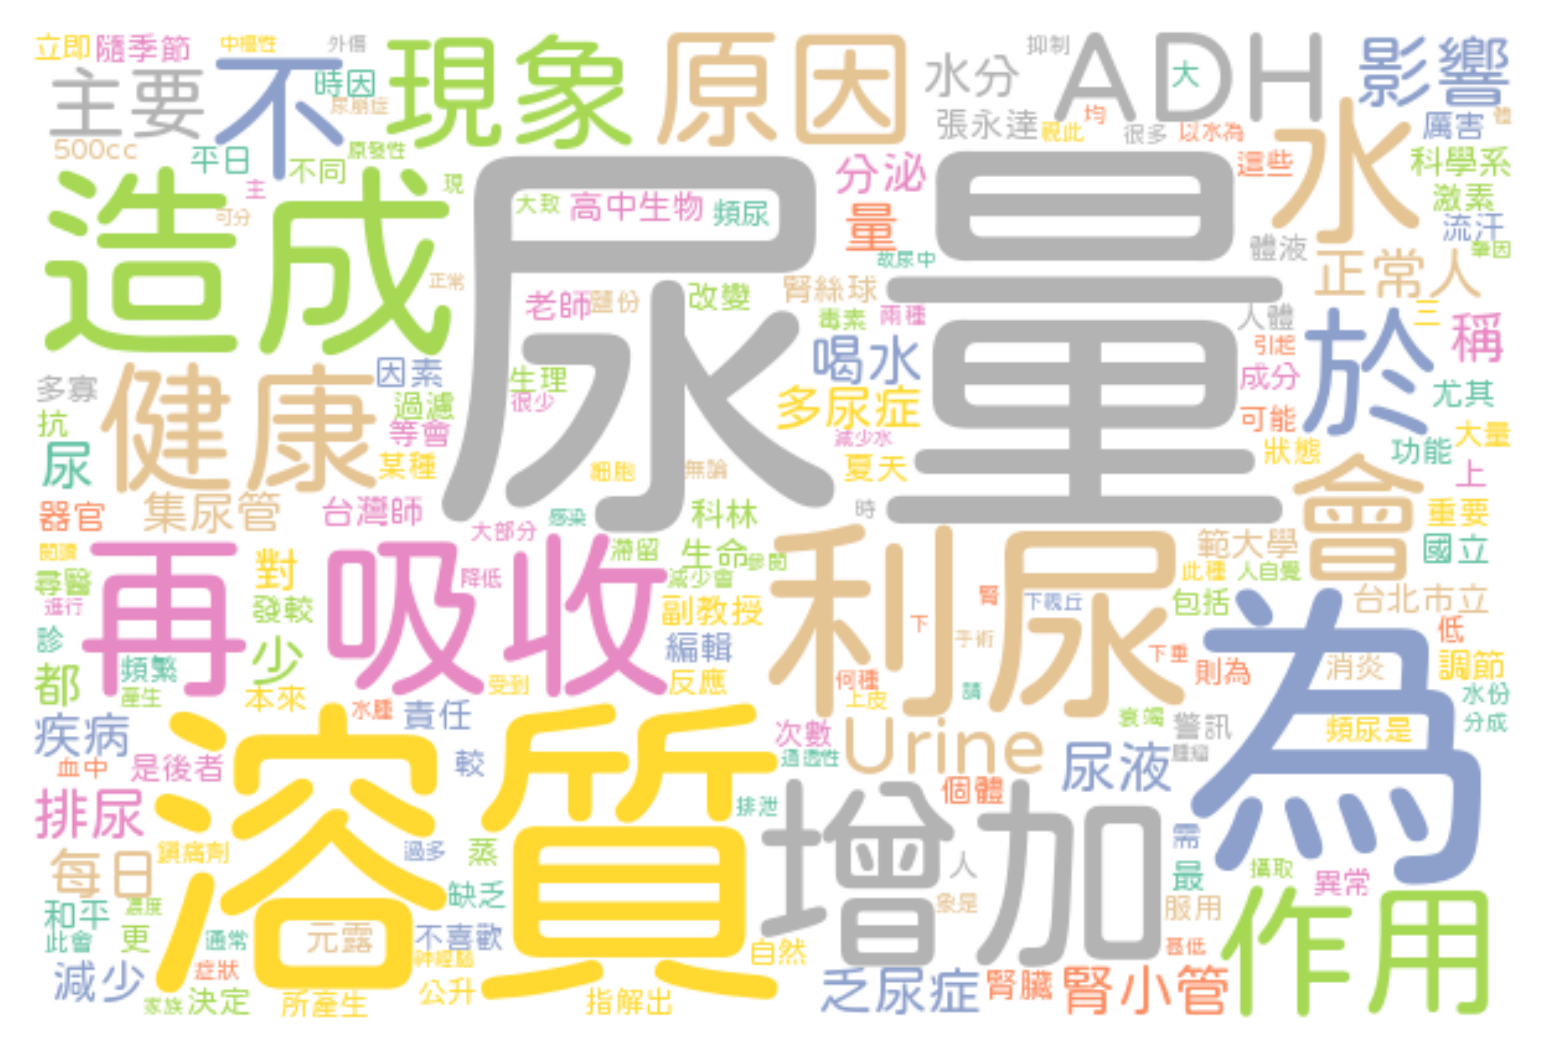 立即
隨季節
中樞性
外傷
抑制
主要
不
時因
尿崩症
現象
原因
水分
ADH
大
影響
500cc
平日
不同
原發性
張永達
視此
均
很多
以水為
厲害
水
科學系
造成
主
現
可分
尿量
大致
高中生物
頻尿
分泌
量
這些
激素
流汗
故尿中
體液
肇因
正常
正常人
老師
鹽份
改變
腎絲球
毒素
兩種
人體
三
稱
引起
於
喝水
因素
生理
很少
多尿症
成分
可能
尤其
多寡
健康
過濾
抗
等會
減少水
大量
尿
某種
細胞
無論
夏天
狀態
功能
上
器官
集尿管
台灣師
大部分
感染
科林
時
會
重要
閱讀
再吸收
對
滯留
生命
參閱
利尿
範大學
國立
尋醫
降低
減少會
此種
人自覺
進行
發較
副教授
腎
下視丘
包括
為
台北市立
診
少
編輯
下
手術
低
都
頻繁
反應
何種
下重
則為
消炎
調節
產生
本來
受到
上皮
請
水份
疾病
溶質
水腫
責任
次數
Urine
衰竭
警訊
頻尿是
分成
血中
是後者
較
通透性
尿液
腫瘤
排尿
排泄
增加
個體
需
每日
鎮痛劑
過多
蒸
人
最
攝取
異常
和平
濃度
缺乏
象是
服用
作用
此會
更
通常
元露
不喜歡
自然
甚低
減少
症狀
神經腦
乏尿症
腎臟
腎小管
家族
決定
所產生
公升
指解出